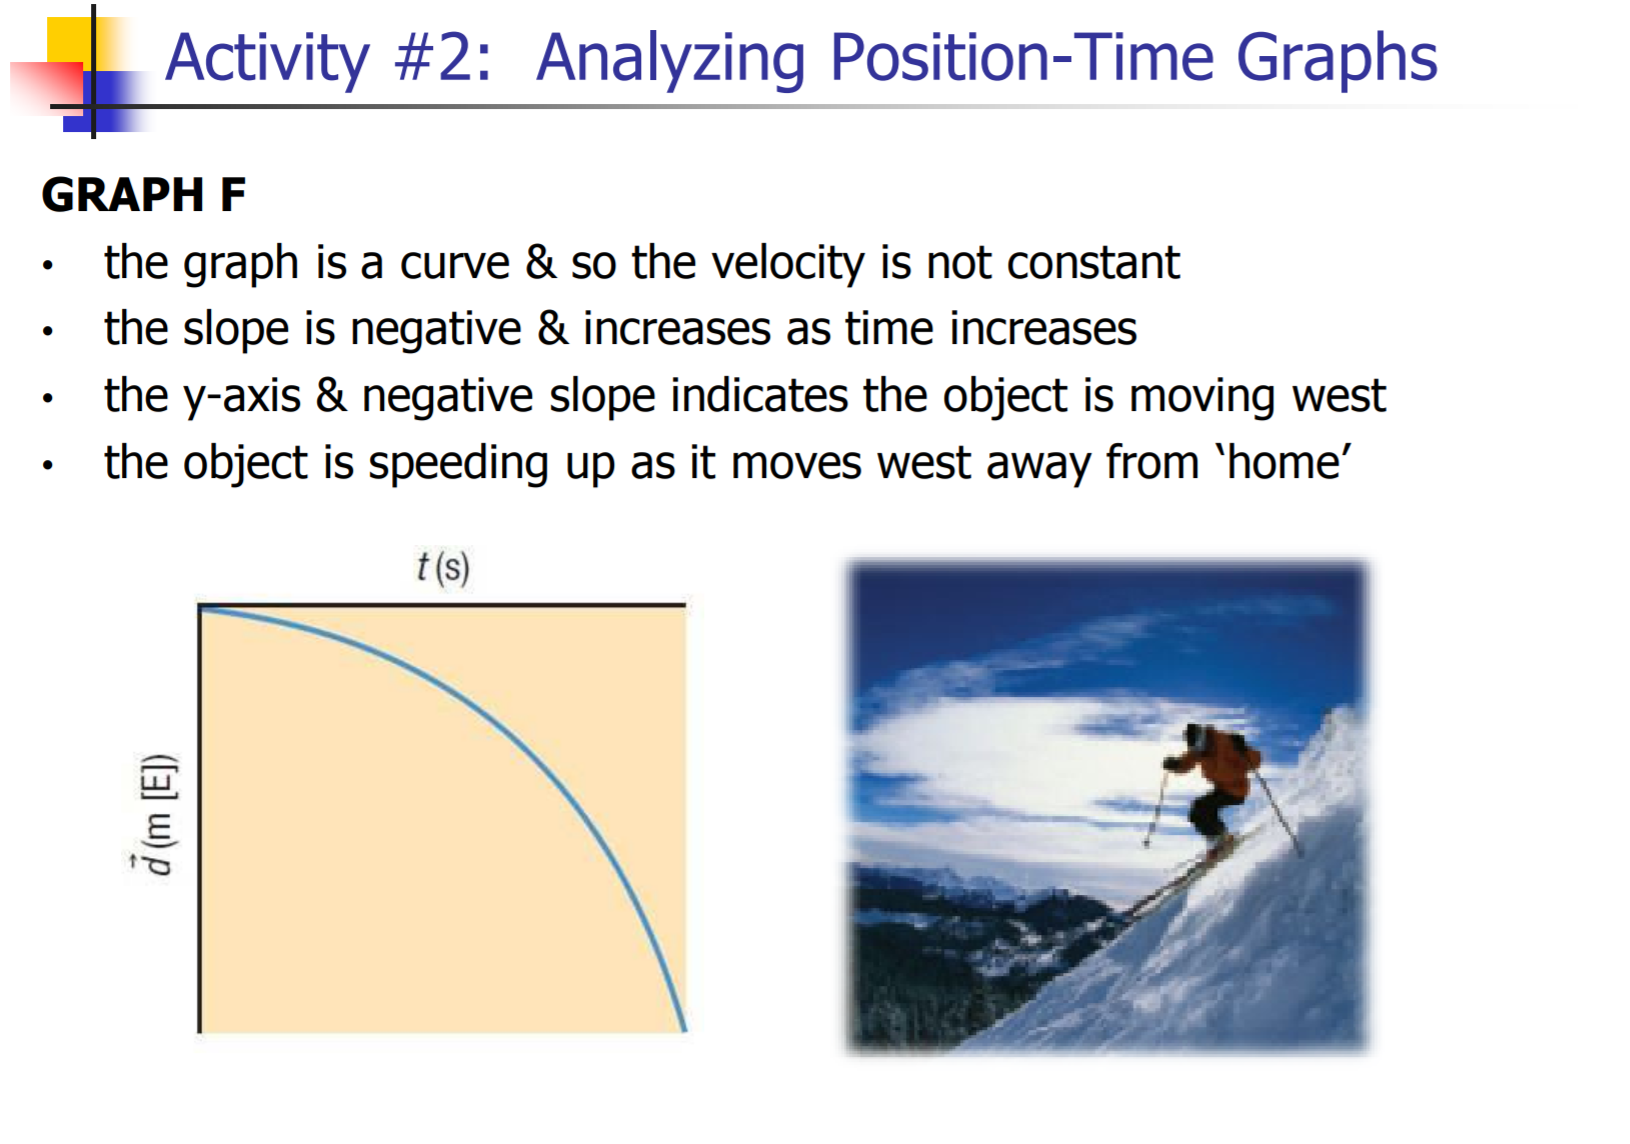 Activity #2:  Analyzing Position-Time Graphs
GRAPH F
• the graph is a curve & so the velocity is not constant
• the slope is negative & increases as time increases
• the y-axis & negative slope indicates the object is moving west
• the object is speeding up as it moves west away from ‘home’
t (s)
d⃗ (m [E])